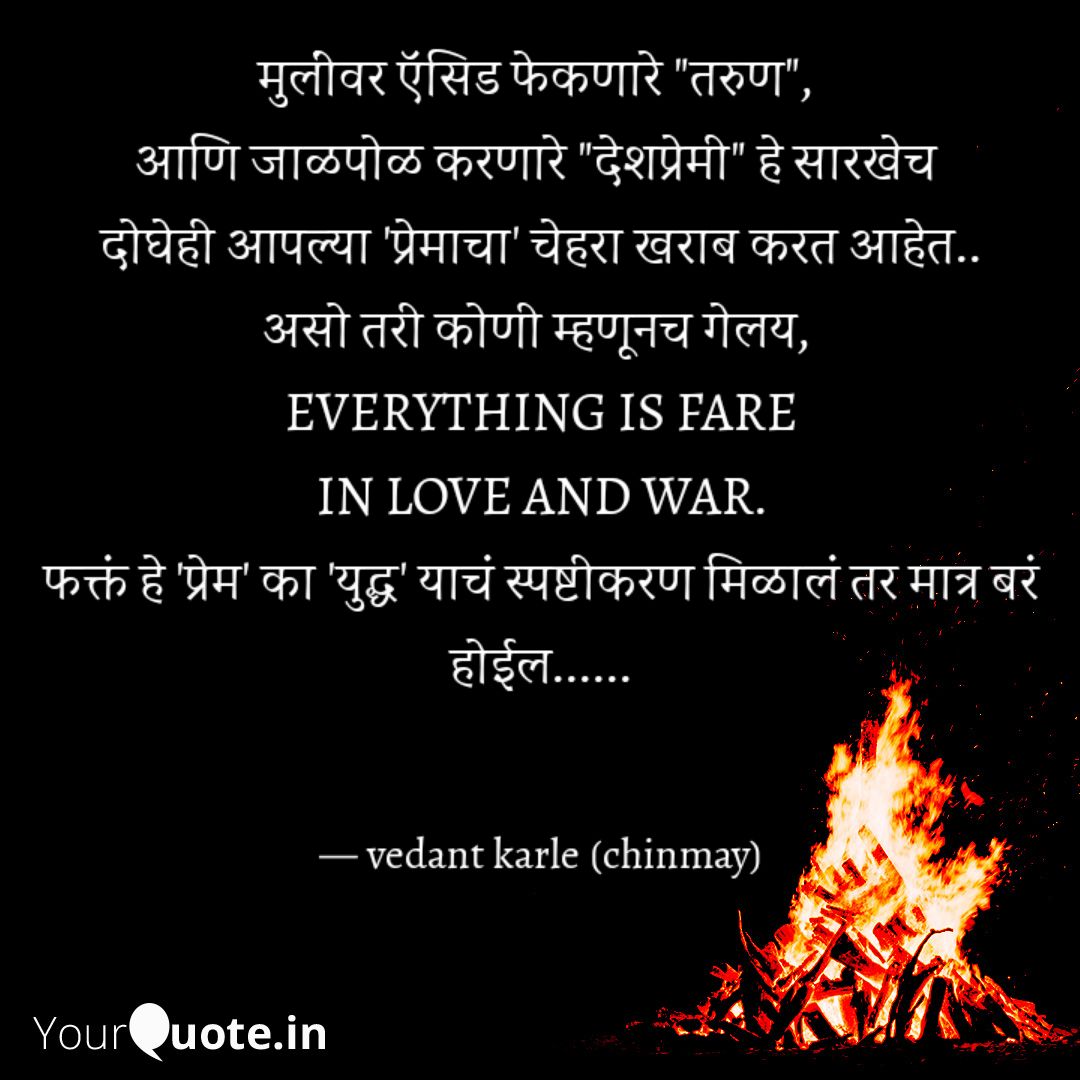 मुलींवर ऍसिड फेकणारे "तरुण",
आणि जाळपोळ करणारे "देशप्रेमी" हे सारखेच
दोघेही आपल्या 'प्रेमाचा' चेहरा खराब करत आहेत..
असो तरी कोणी म्हणूनच गेलय,
EVERYTHING IS FARE
IN LOVE AND WAR.
फक्तं हे 'प्रेम' का 'युद्ध' याचं स्पष्टीकरण मिळालं तर मात्र बरं
होईल......
— vedant karle (chinmay)
YourQuote.in